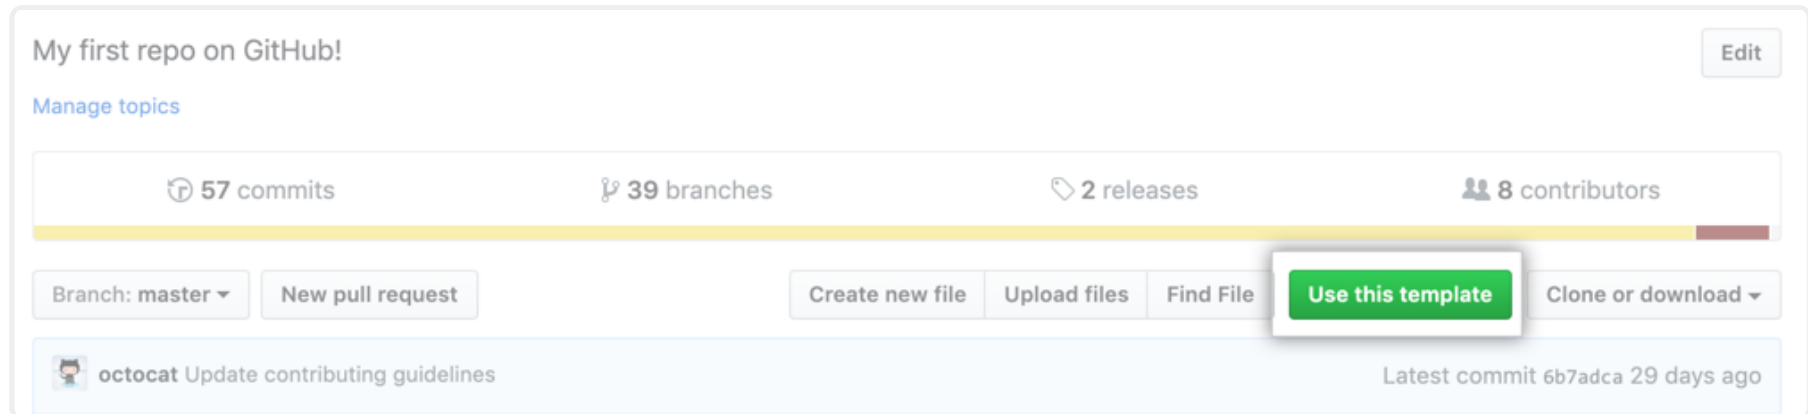 My first repo on GitHub!
Edit
Manage topics
57 commits
39 branches
2 releases
8 contributors
Branch: master
New pull request
Create new file
Upload files
Find File
Use this template
Clone or download
octocat Update contributing guidelines
Latest commit 6b7adca 29 days ago